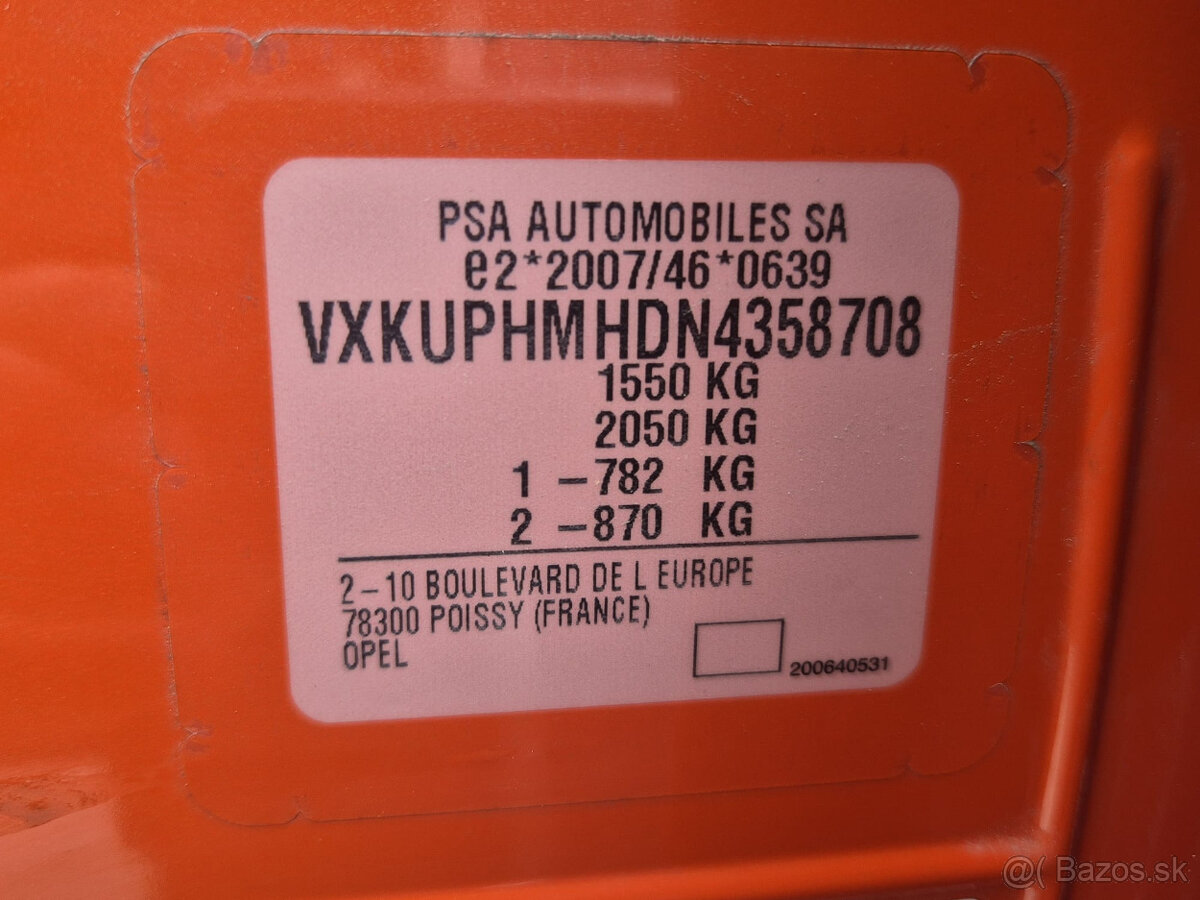 PSA AUTOMOBILES SA
e2*2007/46*0639
VXKUPHMHDN4358708
1550 KG
2050 KG
1 -782 KG
2 -870 KG
2-10 BOULEVARD DE L EUROPE
78300 POISSY (FRANCE)
OPEL
200640531
@( Bazos.sk